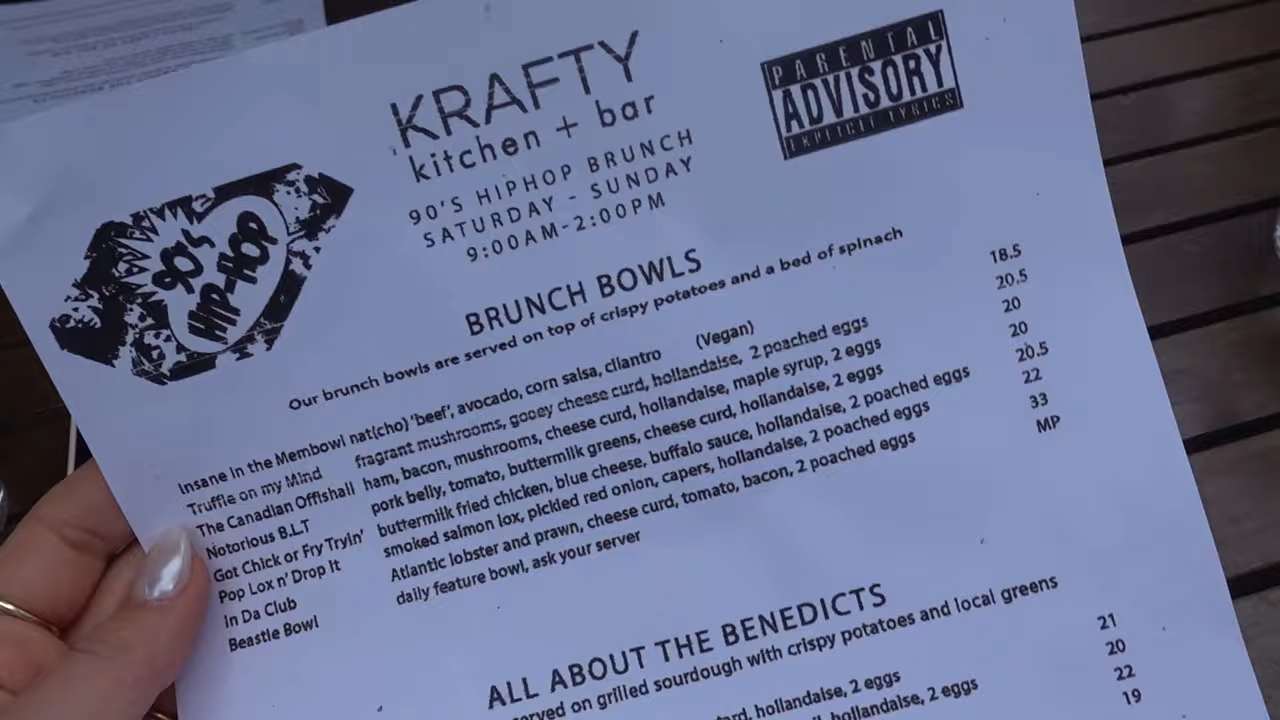 KRAFTY
kitchen + bar
90'S HIPHOP BRUNCH
SATURDAY - SUNDAY
9:00AM-2:00PM
PARENTAL
ADVISORY
EXPLICIT LYRICS
90's
HIP-HOP
BRUNCH BOWLS
Our brunch bowls are served on top of crispy potatoes and a bed of spinach
Insane in the Membowl nat(cho) 'beef', avocado, corn salsa, cilantro (Vegan) 18.5
Truffle on my Mind fragrant mushrooms, gooey cheese curd, hollandaise, 2 poached eggs 20.5
The Canadian Offishall ham, bacon, mushrooms, cheese curd, hollandaise, maple syrup, 2 eggs 20
Notorious B.L.T pork belly, tomato, buttermilk greens, cheese curd, hollandaise, 2 eggs 20
Got Chick or Fry Tryin' buttermilk fried chicken, blue cheese, buffalo sauce, hollandaise, 2 poached eggs 20.5
Pop Lox n' Drop It smoked salmon lox, pickled red onion, capers, hollandaise, 2 poached eggs 22
In Da Club Atlantic lobster and prawn, cheese curd, tomato, bacon, 2 poached eggs 33
Beastie Bowl daily feature bowl, ask your server MP
ALL ABOUT THE BENEDICTS
on grilled sourdough with crispy potatoes and local greens
hollandaise, 2 eggs 21
hollandaise, 2 eggs 20
22
19